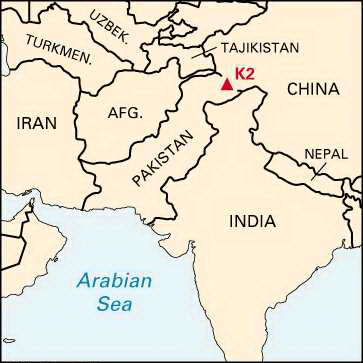 UZBEK.
TURKMEN.
TAJIKISTAN
K2
CHINA
IRAN
AFG.
PAKISTAN
NEPAL
INDIA
Arabian
Sea